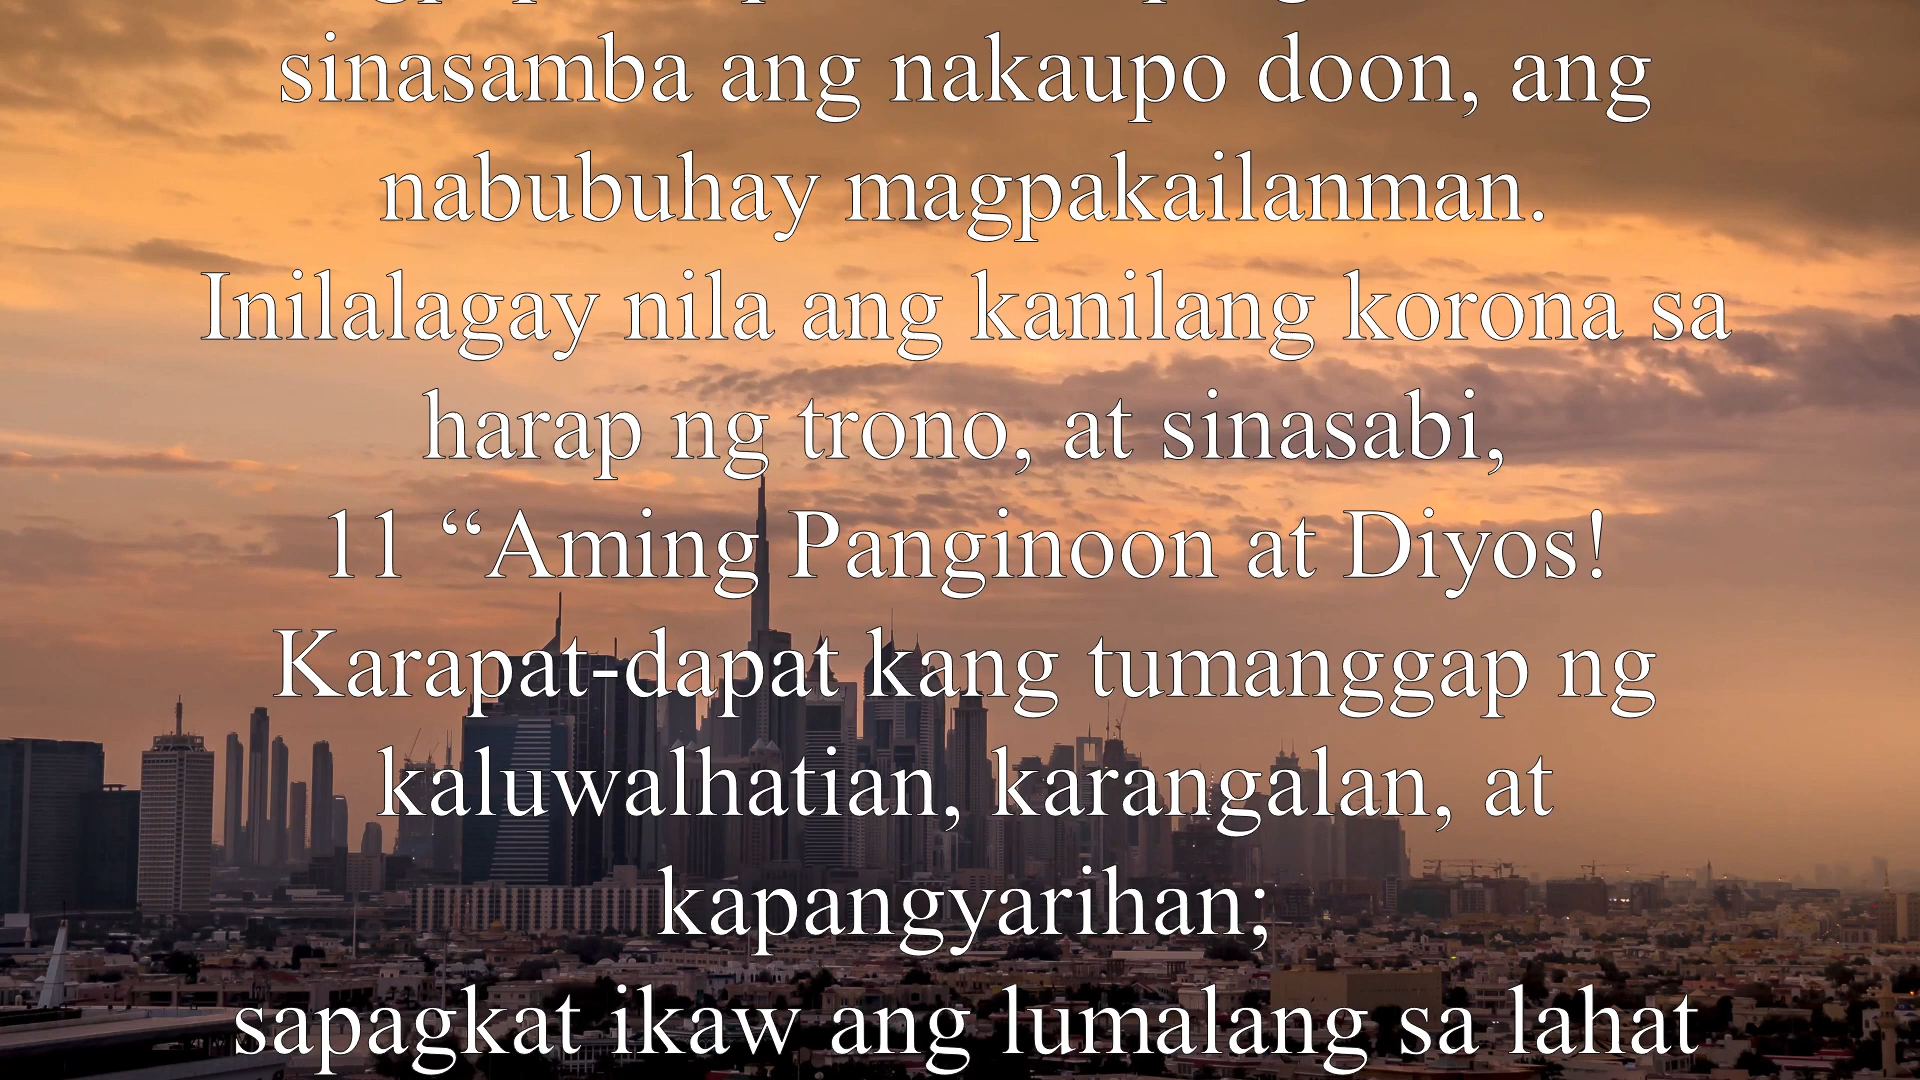 sinasamba ang nakaupo doon, ang
nabubuhay magpakailanman.
Inilalagay nila ang kanilang korona sa
harap ng trono, at sinasabi,
11 “Aming Panginoon at Diyos!
Karapat-dapat kang tumanggap ng
kaluwalhatian, karangalan, at
kapangyarihan;
sapagkat ikaw ang lumalang sa lahat